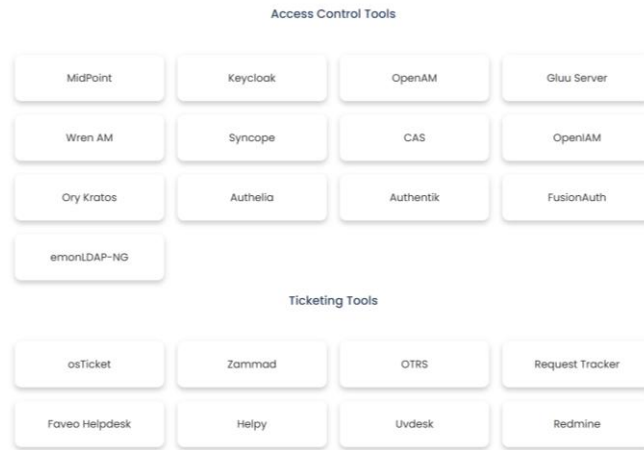 Access Control Tools
MidPoint Keycloak OpenAM Gluu Server
Wren AM Syncope CAS OpenIAM
Ory Kratos Authelia Authentik FusionAuth
emonLDAP-NG
Ticketing Tools
osTicket Zammad OTRS Request Tracker
Faveo Helpdesk Helpy Uvdesk Redmine